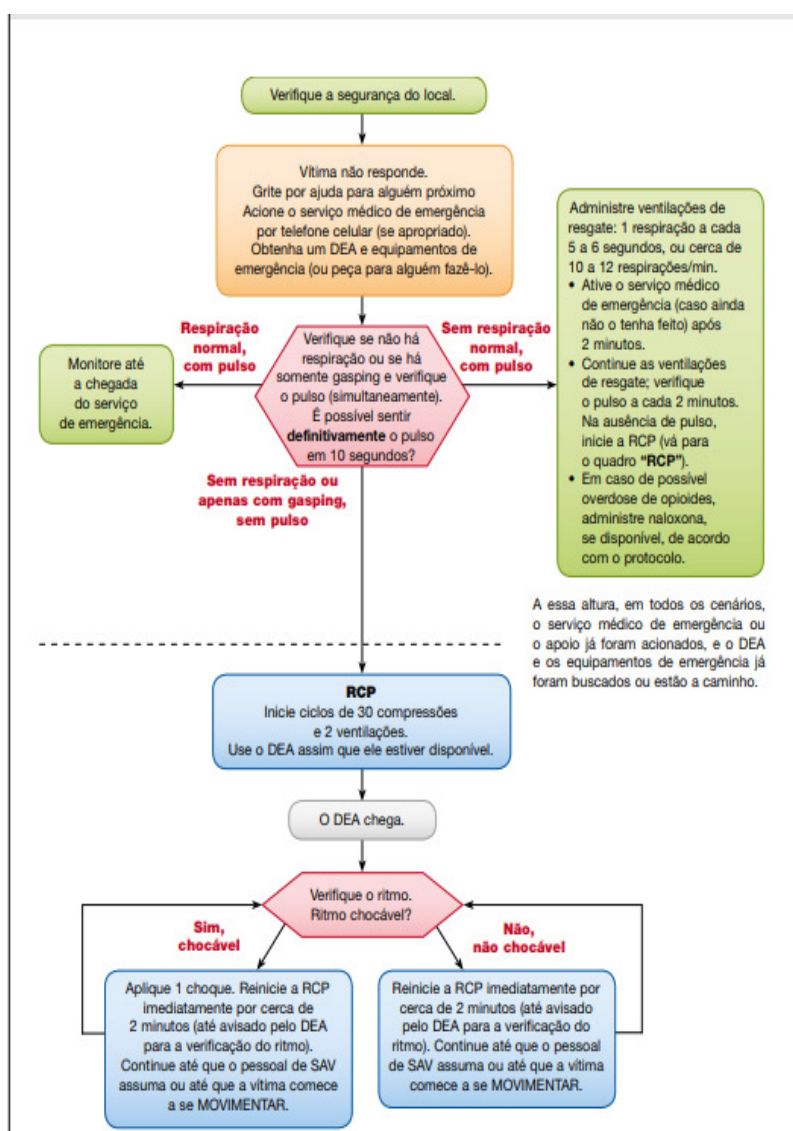 Verifique a segurança do local.
Vítima não responde.
Grite por ajuda para alguém próximo
Acione o serviço médico de emergência
por telefone celular (se apropriado).
Obtenha um DEA e equipamentos de
emergência (ou peça para alguém fazê-lo).
Respiração
normal,
com pulso
Monitore até
a chegada
do serviço
de emergência.
Verifique se não há
respiração ou se há
somente gasping e verifique
o pulso (simultaneamente).
É possível sentir
definitivamente o pulso
em 10 segundos?
Sem respiração
normal,
com pulso
Administre ventilações de
resgate: 1 respiração a cada
5 a 6 segundos, ou cerca de
10 a 12 respirações/min.
• Ative o serviço médico
de emergência (caso ainda
não o tenha feito) após
2 minutos.
• Continue as ventilações
de resgate; verifique
o pulso a cada 2 minutos.
Na ausência de pulso,
inicie a RCP (vá para
o quadro “RCP”).
• Em caso de possível
overdose de opioides,
administre naloxona,
se disponível, de acordo
com o protocolo.
Sem respiração ou
apenas com gasping,
sem pulso
A essa altura, em todos os cenários,
o serviço médico de emergência ou
o apoio já foram acionados, e o DEA
e os equipamentos de emergência já
foram buscados ou estão a caminho.
RCP
Inicie ciclos de 30 compressões
e 2 ventilações.
Use o DEA assim que ele estiver disponível.
O DEA chega.
Verifique o ritmo.
Ritmo chocável?
Sim,
chocável
Não,
não chocável
Aplique 1 choque. Reinicie a RCP
imediatamente por cerca de
2 minutos (até avisado pelo DEA
para a verificação do ritmo).
Continue até que o pessoal de SAV
assuma ou até que a vítima comece
a se MOVIMENTAR.
Reinicie a RCP imediatamente por
cerca de 2 minutos (até avisado
pelo DEA para a verificação do
ritmo). Continue até que o pessoal
de SAV assuma ou até que a vítima
comece a se MOVIMENTAR.